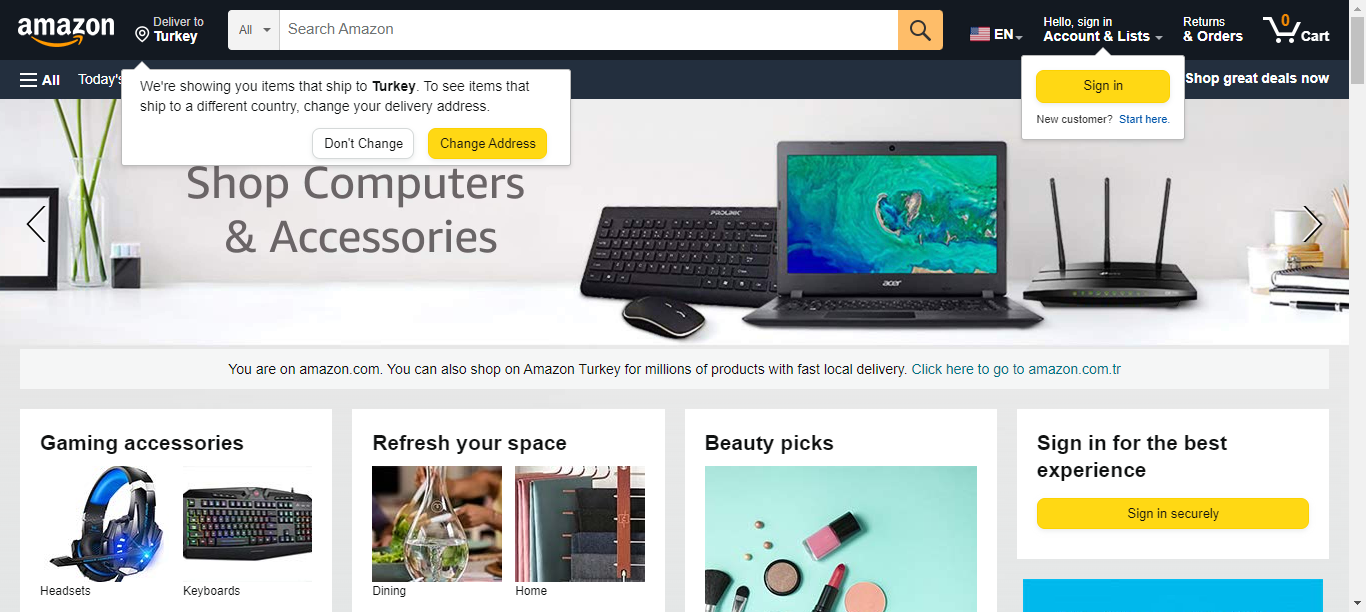 amazon
Deliver to
Turkey
All
Search Amazon
EN
Hello, sign in
Account & Lists
Returns
& Orders
0
Cart
All
Today's
We're showing you items that ship to Turkey. To see items that
ship to a different country, change your delivery address.
Don't Change
Change Address
Sign in
New customer? Start here.
Shop great deals now
Shop Computers
& Accessories
PROLINK
acer
You are on amazon.com. You can also shop on Amazon Turkey for millions of products with fast local delivery. Click here to go to amazon.com.tr
Gaming accessories
Headsets
Keyboards
Refresh your space
Dining
Home
Beauty picks
Sign in for the best
experience
Sign in securely